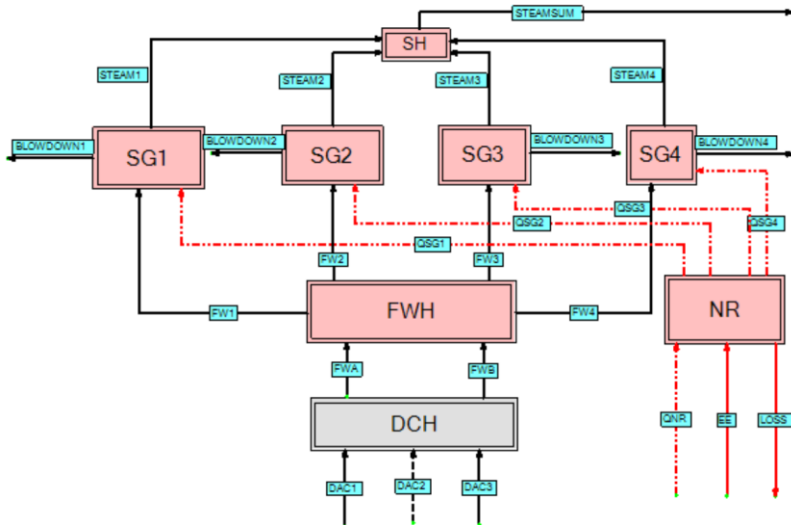 STEAMSUM
SH
STEAM1
STEAM2
STEAM3
STEAM4
BLOWDOWN1
SG1
BLOWDOWN2
SG2
SG3
BLOWDOWN3
SG4
BLOWDOWN4
QSG3
QSG2
QSG4
QSG1
FW2
FW3
FW1
FWH
FW4
NR
FWA
FWB
DCH
QNR
EE
LOSS
DAC1
DAC2
DAC3